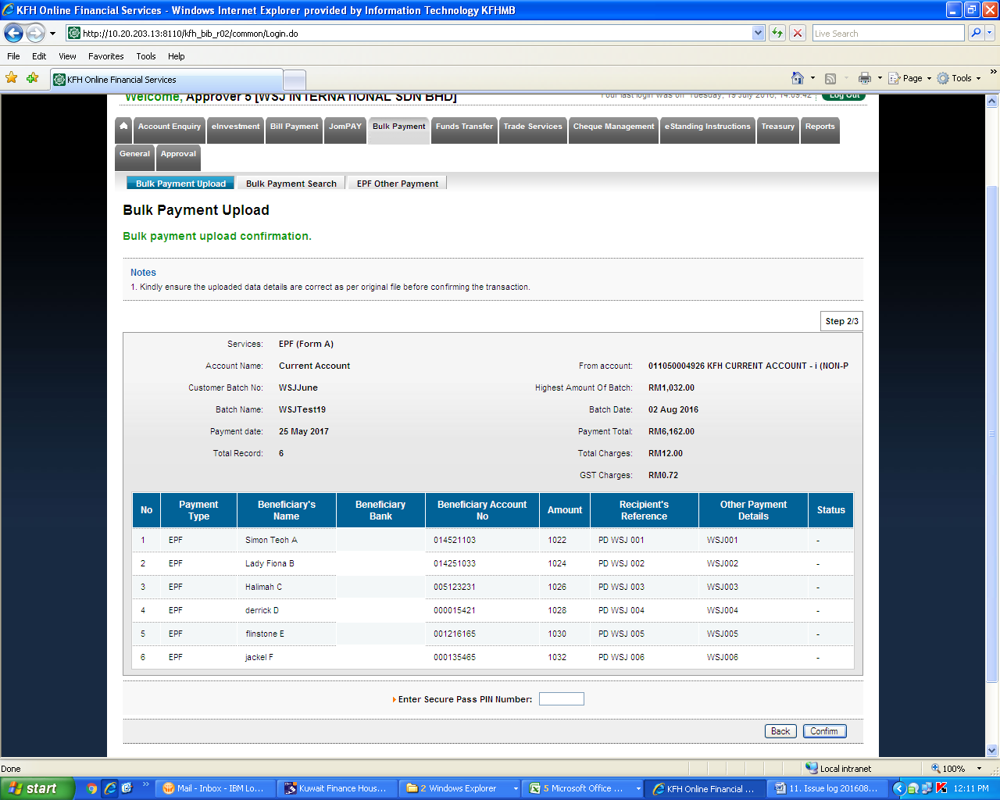 KFH Online Financial Services - Windows Internet Explorer provided by Information Technology KFHMB
http://10.20.203.13:8110/kfh_bib_r02/common/Login.do
Live Search
File Edit View Favorites Tools Help
KFH Online Financial Services
Page Tools
Welcome, Approver 5 [WSJ INTERNATIONAL SDN BHD]
Your last login was on Tuesday, 19 July 2016, 14:09:42
Log Out
Account Enquiry eInvestment Bill Payment JomPAY Bulk Payment Funds Transfer Trade Services Cheque Management eStanding Instructions Treasury Reports
General Approval
Bulk Payment Upload Bulk Payment Search EPF Other Payment
Bulk Payment Upload
Bulk payment upload confirmation.
Notes
1. Kindly ensure the uploaded data details are correct as per original file before confirming the transaction.
Step 2/3
Services: EPF (Form A)
Account Name: Current Account From account: 011050004926 KFH CURRENT ACCOUNT - i (NON-P
Customer Batch No: WSJJune Highest Amount Of Batch: RM1,032.00
Batch Name: WSJTest19 Batch Date: 02 Aug 2016
Payment date: 25 May 2017 Payment Total: RM6,162.00
Total Record: 6 Total Charges: RM12.00
GST Charges: RM0.72
No Payment Type Beneficiary's Name Beneficiary Bank Beneficiary Account No Amount Recipient's Reference Other Payment Details Status
1 EPF Simon Teoh A 014521103 1022 PD WSJ 001 WSJ001 -
2 EPF Lady Fiona B 014251033 1024 PD WSJ 002 WSJ002 -
3 EPF Halimah C 005123231 1026 PD WSJ 003 WSJ003 -
4 EPF derrick D 000015421 1028 PD WSJ 004 WSJ004 -
5 EPF flinstone E 001216165 1030 PD WSJ 005 WSJ005 -
6 EPF jackel F 000135465 1032 PD WSJ 006 WSJ006 -
Enter Secure Pass PIN Number:
Back Confirm
Done Local intranet 100%
start Mail - Inbox - IBM Lo... Kuwait Finance Hous... 2 Windows Explorer 5 Microsoft Office ... KFH Online Financial ... 11. Issue log 201608... 12:11 PM